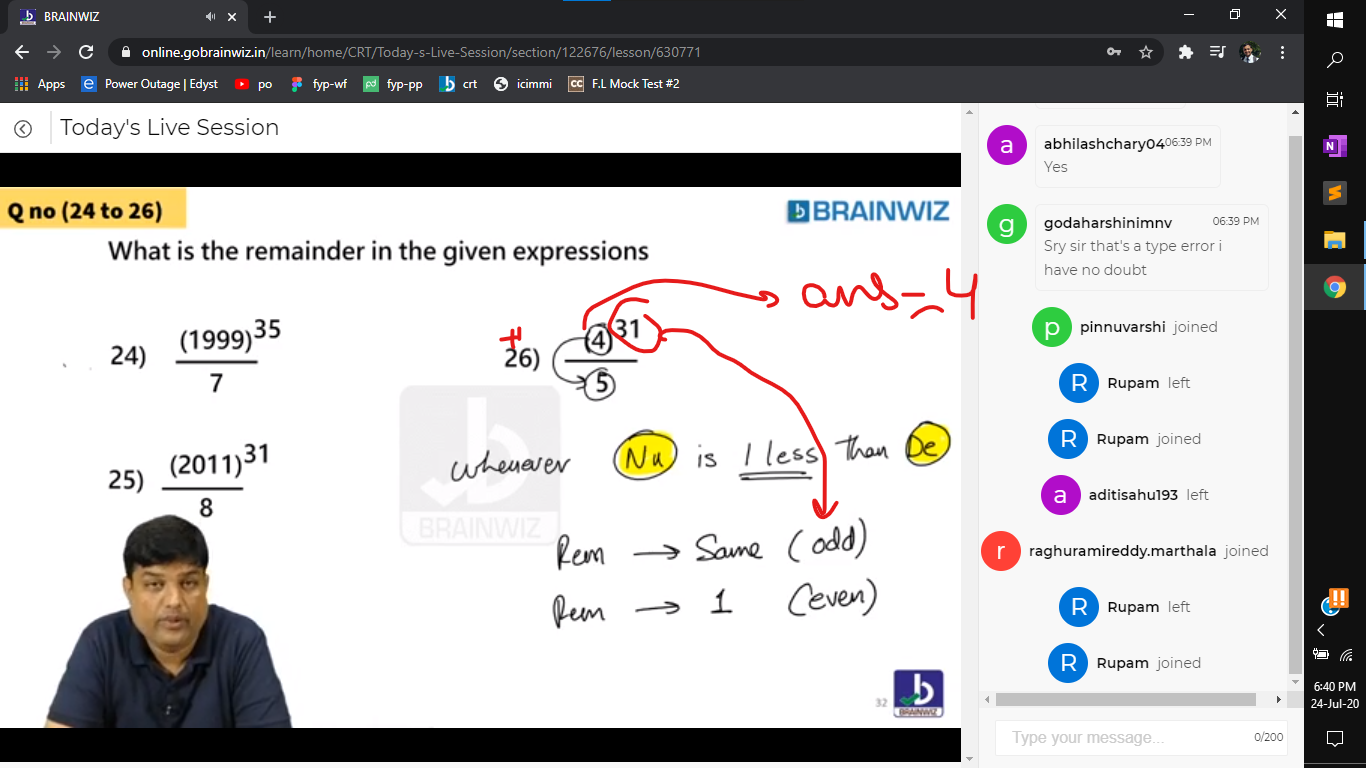 BRAINWIZ
online.gobrainwiz.in/learn/home/CRT/Today-s-Live-Session/section/122676/lesson/630771
Apps Power Outage | Edyst po fyp-wf fyp-pp crt icimmi F.L Mock Test #2
Today's Live Session
Q no (24 to 26)
BRAINWIZ
What is the remainder in the given expressions
ans = 4
24) (1999)^35
7
26) (4)^31
5
25) (2011)^31
8
BRAINWIZ
whenever Nu is 1 less than De
Rem → Same (odd)
Rem → 1 (even)
32
BRAINWIZ
a abhilashchary04 06:39 PM
Yes
g godaharshinimnv 06:39 PM
Sry sir that's a type error i
have no doubt
p pinnuvarshi joined
R Rupam left
R Rupam joined
a aditisahu193 left
r raghuramireddy.marthala joined
R Rupam left
R Rupam joined
Type your message... 0/200
6:40 PM
24-Jul-20